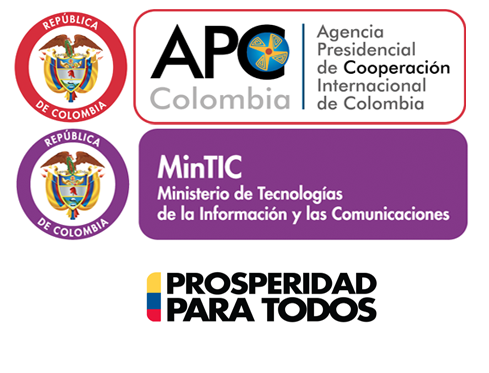 REPÚBLICA
DE COLOMBIA
APC
Colombia
Agencia
Presidencial
de Cooperación
Internacional
de Colombia
REPÚBLICA
DE COLOMBIA
MinTIC
Ministerio de Tecnologías
de la Información y las Comunicaciones
PROSPERIDAD
PARA TODOS